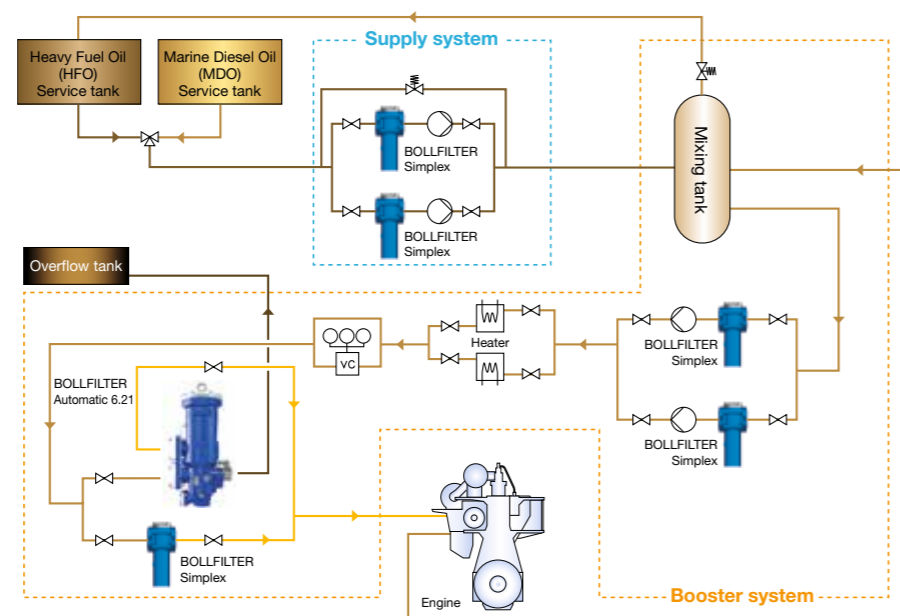 Supply system
Heavy Fuel Oil
(HFO)
Service tank
Marine Diesel Oil
(MDO)
Service tank
BOLLFILTER
Simplex
BOLLFILTER
Simplex
Mixing tank
Overflow tank
Heater
VC
BOLLFILTER
Simplex
BOLLFILTER
Automatic 6.21
BOLLFILTER
Simplex
BOLLFILTER
Simplex
Engine
Booster system